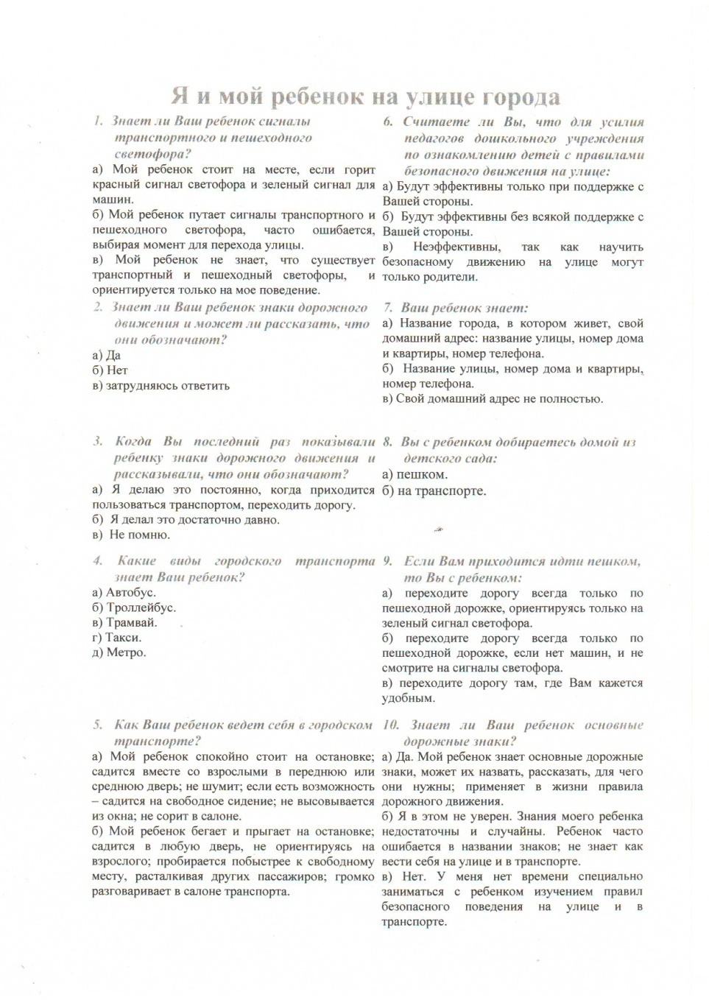 Я и мой ребенок на улице города
1. Знает ли Ваш ребенок сигналы
транспортного и пешеходного
светофора?
а) Мой ребенок стоит на месте, если горит
красный сигнал светофора и зеленый сигнал для
машин.
б) Мой ребенок путает сигналы транспортного и
пешеходного светофора, часто ошибается,
выбирая момент для перехода улицы.
в) Мой ребенок не знает, что существует
транспортный и пешеходный светофоры, и
ориентируется только на мое поведение.
2. Знает ли Ваш ребенок знаки дорожного
движения и может ли рассказать, что
они обозначают?
а) Да
б) Нет
в) затрудняюсь ответить
3. Когда Вы последний раз показывали
ребенку знаки дорожного движения и
рассказывали, что они обозначают?
а) Я делаю это постоянно, когда приходится
пользоваться транспортом, переходить дорогу.
б) Я делал это достаточно давно.
в) Не помню.
4. Какие виды городского транспорта
знает Ваш ребенок?
а) Автобус.
б) Троллейбус.
в) Трамвай.
г) Такси.
д) Метро.
5. Как Ваш ребенок ведет себя в городском
транспорте?
а) Мой ребенок спокойно стоит на остановке;
садится вместе со взрослыми в переднюю или
среднюю дверь; не шумит; если есть возможность
– садится на свободное сидение; не высовывается
из окна; не сорит в салоне.
б) Мой ребенок бегает и прыгает на остановке;
садится в любую дверь, не ориентируясь на
взрослого; пробирается побыстрее к свободному
месту, расталкивая других пассажиров; громко
разговаривает в салоне транспорта.
6. Считаете ли Вы, что для усилия
педагогов дошкольного учреждения
по ознакомлению детей с правилами
безопасного движения на улице:
а) Будут эффективны только при поддержке с
Вашей стороны.
б) Будут эффективны без всякой поддержке с
Вашей стороны.
в) Неэффективны, так как научить
безопасному движению на улице могут
только родители.
7. Ваш ребенок знает:
а) Название города, в котором живет, свой
домашний адрес: название улицы, номер дома
и квартиры, номер телефона.
б) Название улицы, номер дома и квартиры,
номер телефона.
в) Свой домашний адрес не полностью.
8. Вы с ребенком добираетесь домой из
детского сада:
а) пешком.
б) на транспорте.
9. Если Вам приходится идти пешком,
то Вы с ребенком:
а) переходите дорогу всегда только по
пешеходной дорожке, ориентируясь только на
зеленый сигнал светофора.
б) переходите дорогу всегда только по
пешеходной дорожке, если нет машин, и не
смотрите на сигналы светофора.
в) переходите дорогу там, где Вам кажется
удобным.
10. Знает ли Ваш ребенок основные
дорожные знаки?
а) Да. Мой ребенок знает основные дорожные
знаки, может их назвать, рассказать, для чего
они нужны; применяет в жизни правила
дорожного движения.
б) Я в этом не уверен. Знания моего ребенка
недостаточны и случайны. Ребенок часто
ошибается в названии знаков; не знает как
вести себя на улице и в транспорте.
в) Нет. У меня нет времени специально
заниматься с ребенком изучением правил
безопасного поведения на улице и в
транспорте.